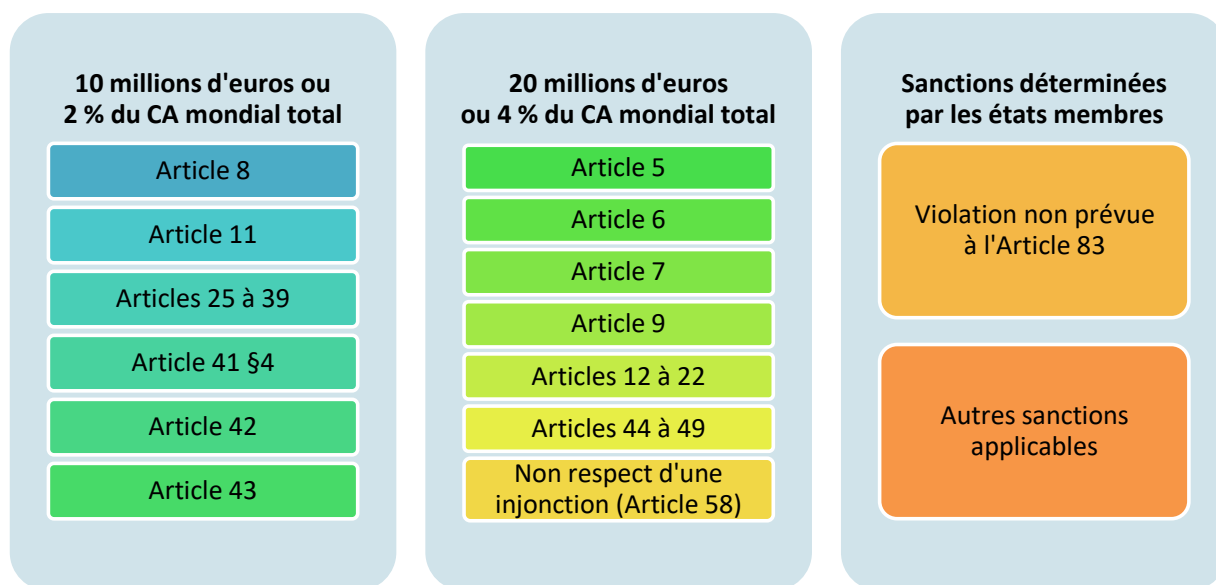 10 millions d'euros ou
2 % du CA mondial total
Article 8
Article 11
Articles 25 à 39
Article 41 §4
Article 42
Article 43
20 millions d'euros
ou 4 % du CA mondial total
Article 5
Article 6
Article 7
Article 9
Articles 12 à 22
Articles 44 à 49
Non respect d'une
injonction (Article 58)
Sanctions déterminées
par les états membres
Violation non prévue
à l'Article 83
Autres sanctions
applicables